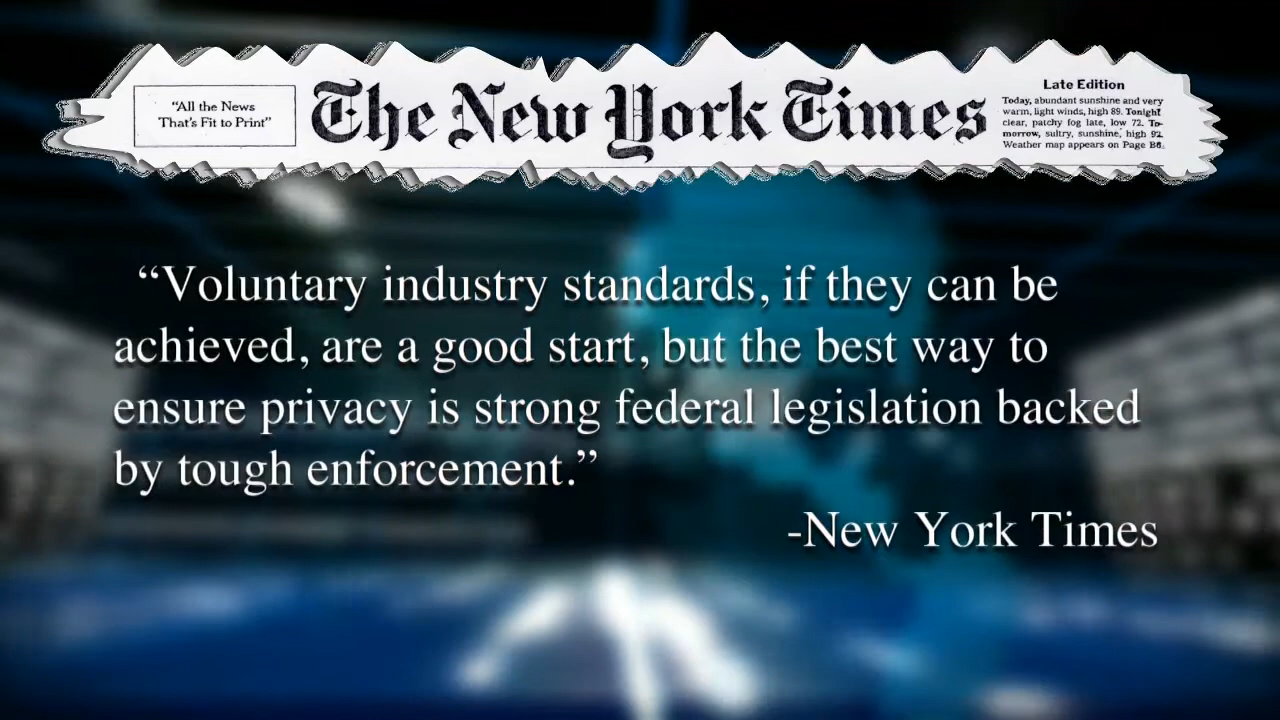 “All the News
That’s Fit to Print”
The New York Times
Late Edition
Today, abundant sunshine and very
warm, light winds, high 89. Tonight
clear, patchy fog late, low 72. To-
morrow, sultry, sunshine, high 92.
Weather map appears on Page B8.
“Voluntary industry standards, if they can be
achieved, are a good start, but the best way to
ensure privacy is strong federal legislation backed
by tough enforcement.”
-New York Times